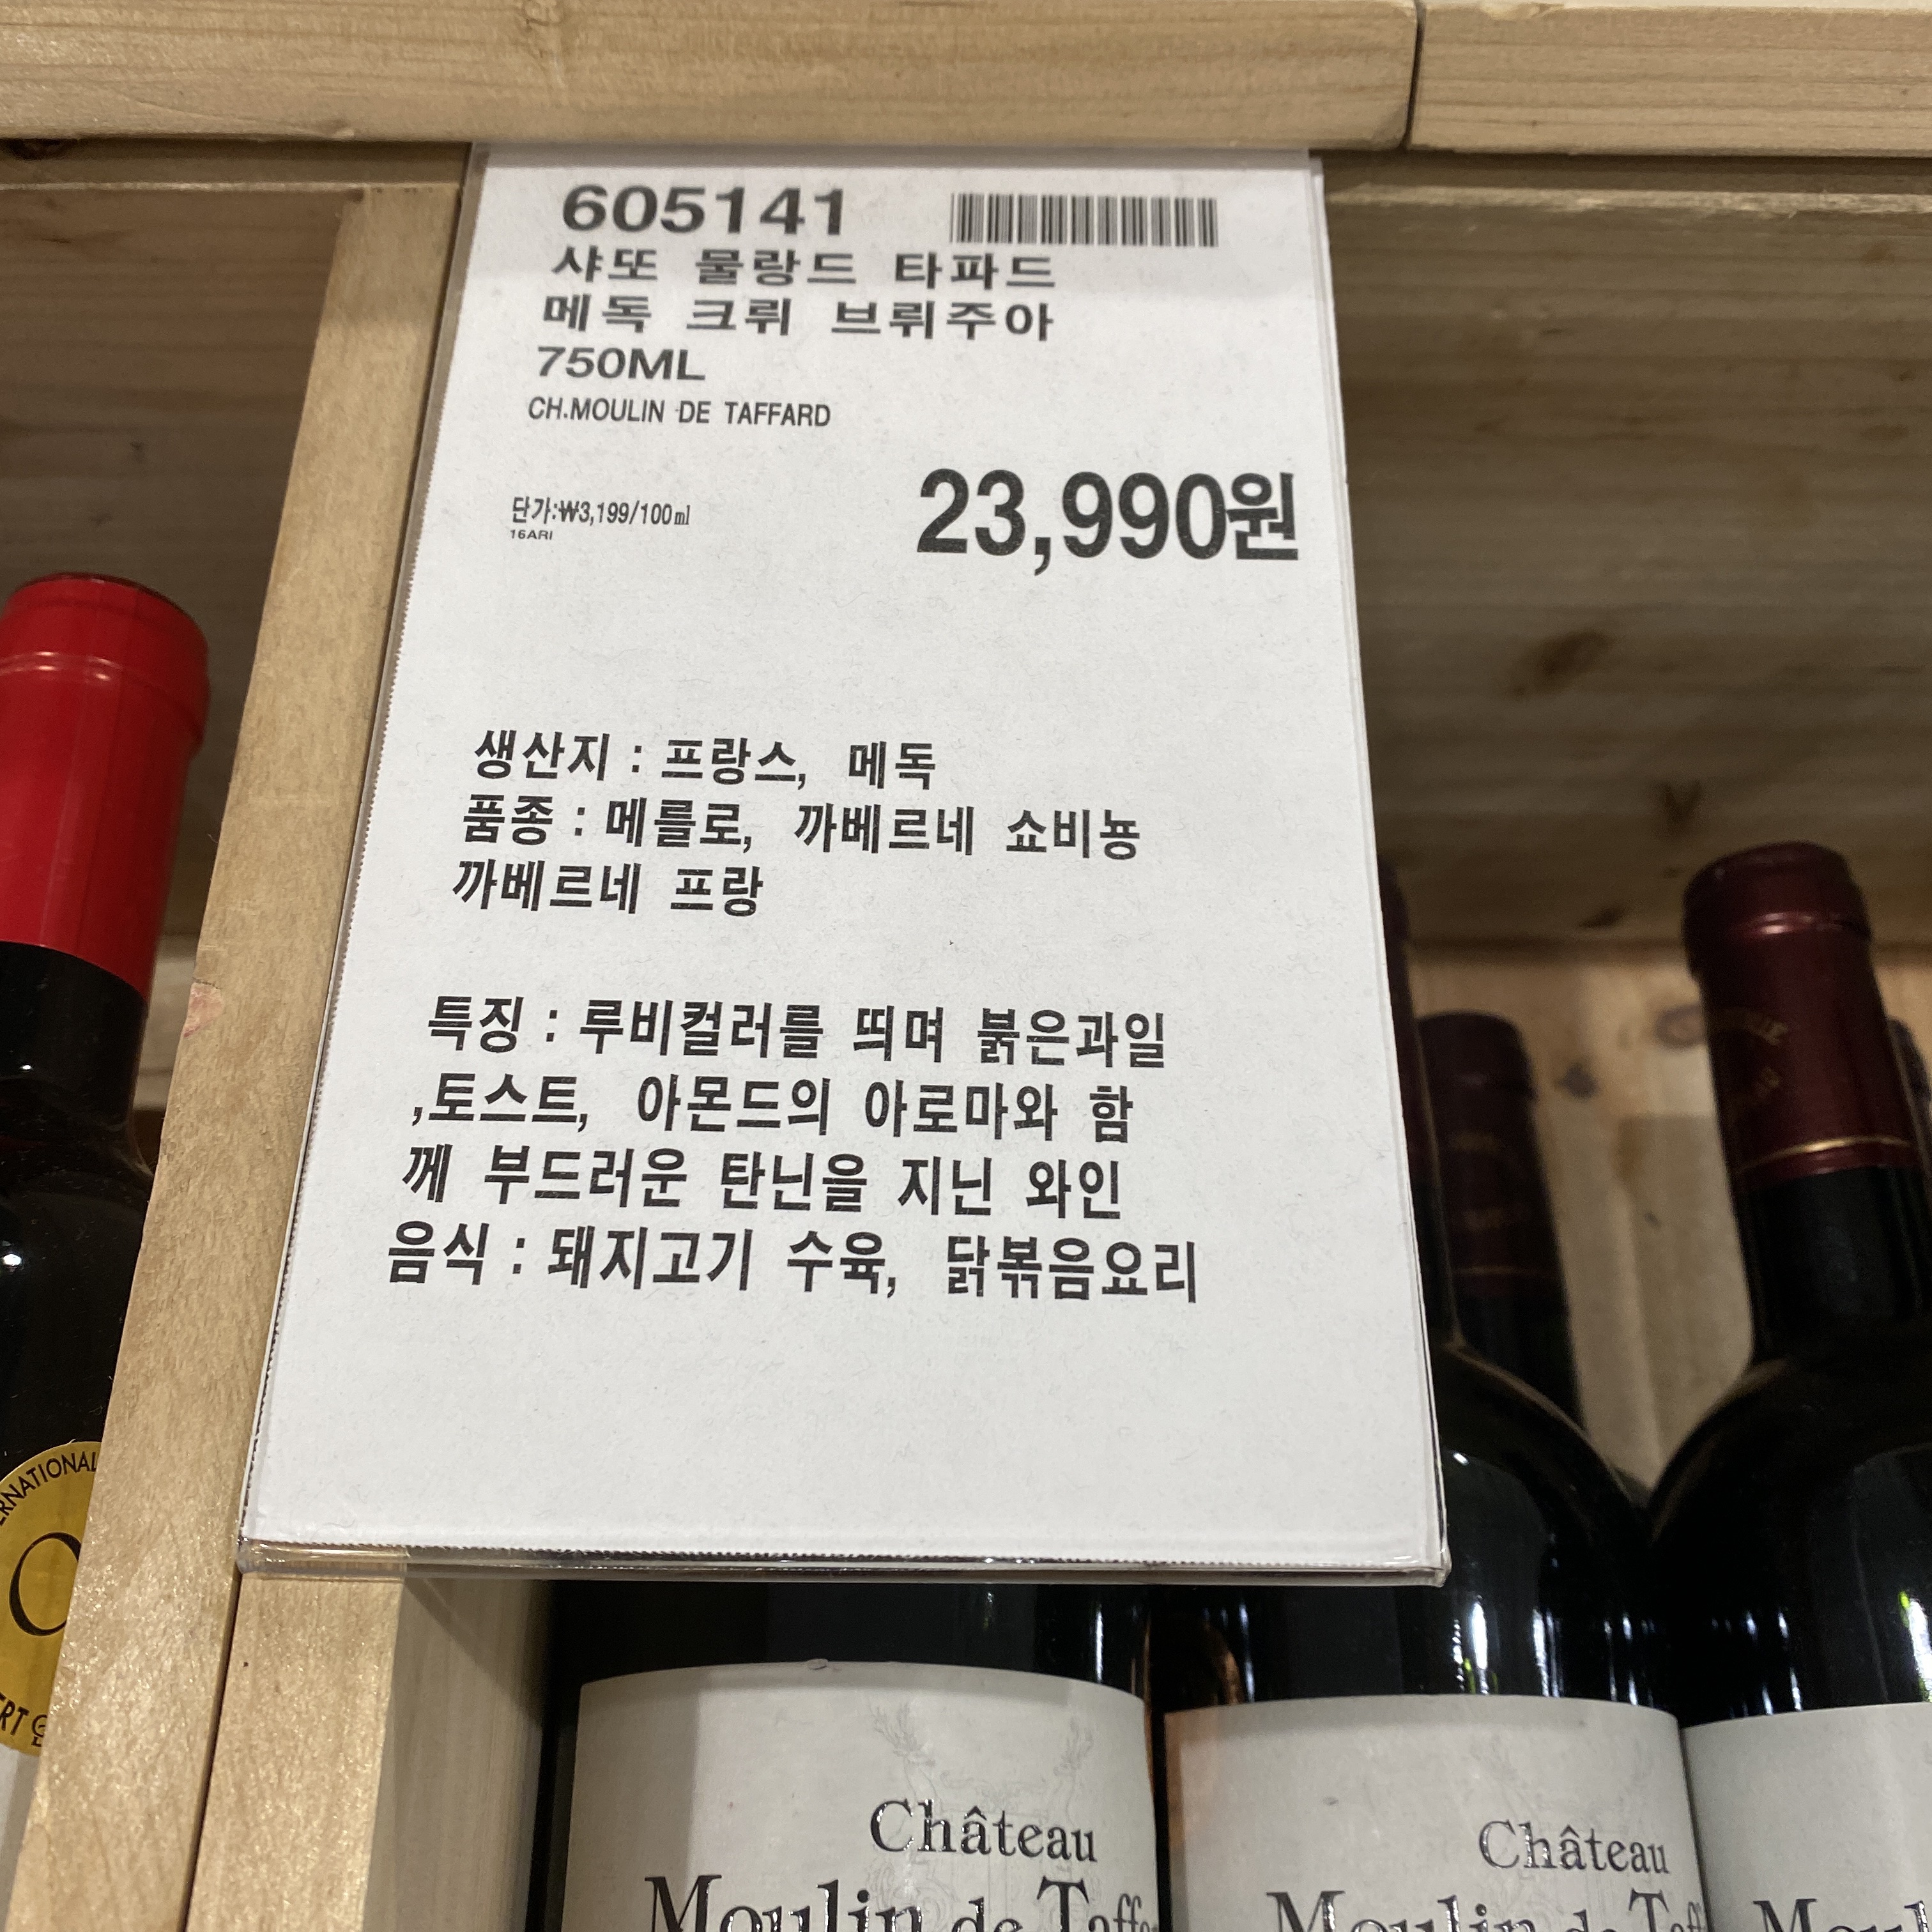 605141
샤또 물랑드 타파드
메독 크뤼 브뤼주아
750ML
CH.MOULIN DE TAFFARD
23,990원
단가:₩3,199/100㎖
16ARI
생산지 : 프랑스, 메독
품종 : 메를로, 까베르네 쇼비뇽
까베르네 프랑
특징 : 루비컬러를 띄며 붉은과일
,토스트, 아몬드의 아로마와 함
께 부드러운 탄닌을 지닌 와인
음식 : 돼지고기 수육, 닭볶음요리
Château
Moulin de
Château
Moulin de